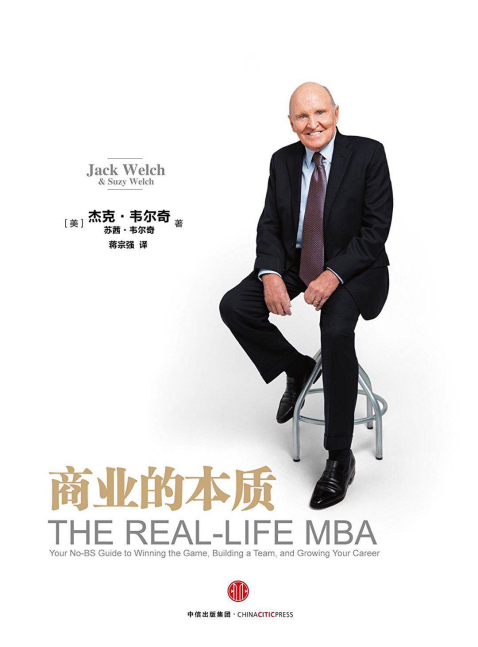 Jack Welch
& Suzy Welch
[美] 杰克·韦尔奇 著
苏茜·韦尔奇
蒋宗强 译
商业的本质
THE REAL-LIFE MBA
Your No-BS Guide to Winning the Game, Building a Team, and Growing Your Career
中信出版集团·CHINACITICPRESS